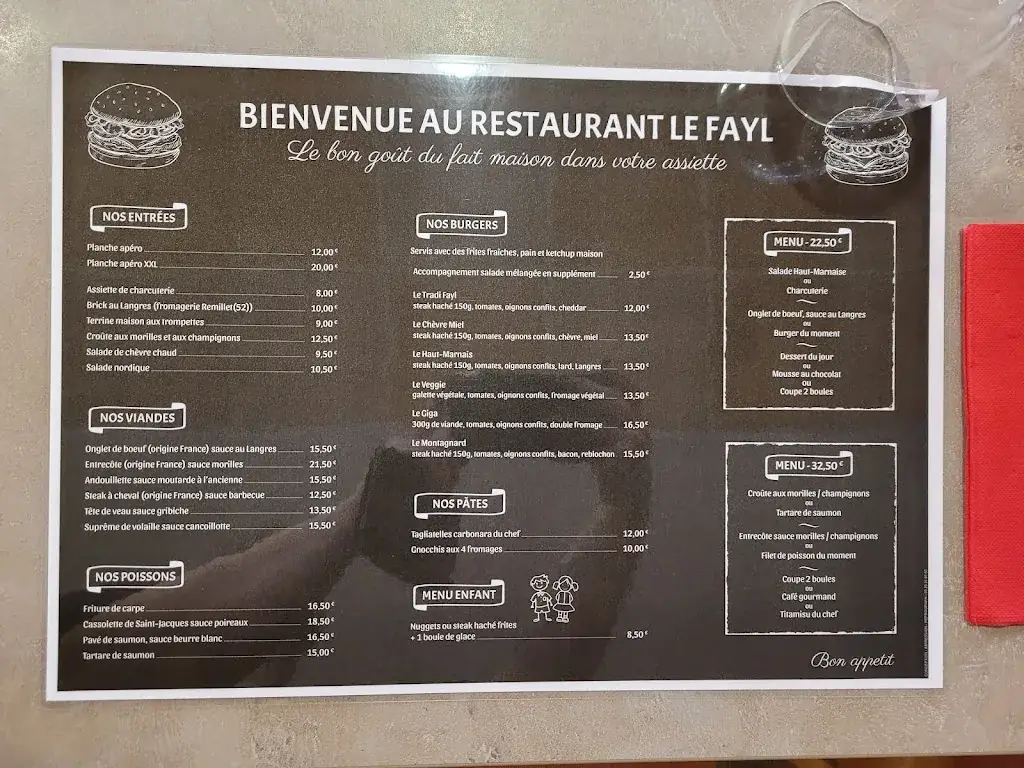 BIENVENUE AU RESTAURANT LE FAYL
Le bon goût du fait maison dans votre assiette
NOS ENTRÉES
Planche apéro 12,00€
Planche apéro XXL 20,00€
Assiette de charcuterie 8,00€
Brick au Langres (fromagerie Remillet(52)) 10,00€
Terrine maison aux trompettes 9,00€
Croûte aux morilles et aux champignons 12,50€
Salade de chèvre chaud 9,50€
Salade nordique 10,50€
NOS VIANDES
Onglet de boeuf (origine France) sauce au Langres 15,50€
Entrecôte (origine France) sauce morilles 21,50€
Andouillette sauce moutarde à l'ancienne 15,50€
Steak à cheval (origine France) sauce barbecue 12,50€
Tête de veau sauce gribiche 13,50€
Suprême de volaille sauce cancoillotte 15,50€
NOS POISSONS
Friture de carpe 16,50€
Cassolette de Saint-Jacques sauce poireaux 18,50€
Pavé de saumon, sauce beurre blanc 16,50€
Tartare de saumon 15,00€
NOS BURGERS
Servis avec des frites fraîches, pain et ketchup maison
Accompagnement salade mélangée en supplément 2,50€
Le Tradi Fayl
steak haché 150g, tomates, oignons confits, cheddar 12,00€
Le Chèvre Miel
steak haché 150g, tomates, oignons confits, chèvre, miel 13,50€
Le Haut-Marnais
steak haché 150g, tomates, oignons confits, lard, Langres 13,50€
Le Veggie
galette végétale, tomates, oignons confits, fromage végétal 13,50€
Le Giga
300g de viande, tomates, oignons confits, double fromage 16,50€
Le Montagnard
steak haché 150g, tomates, oignons confits, bacon, reblochon 15,50€
NOS PÂTES
Tagliatelles carbonara du chef 12,00€
Gnocchis aux 4 fromages 10,00€
MENU ENFANT
Nuggets ou steak haché frites
+ 1 boule de glace 8,50€
MENU - 22,50€
Salade Haut-Marnaise
ou
Charcuterie
Onglet de boeuf, sauce au Langres
ou
Burger du moment
Dessert du jour
ou
Mousse au chocolat
ou
Coupe 2 boules
MENU - 32,50€
Croûte aux morilles / champignons
ou
Tartare de saumon
Entrecôte sauce morilles / champignons
ou
Filet de poisson du moment
Coupe 2 boules
ou
Café gourmand
ou
Titamisu du chef
Bon appetit